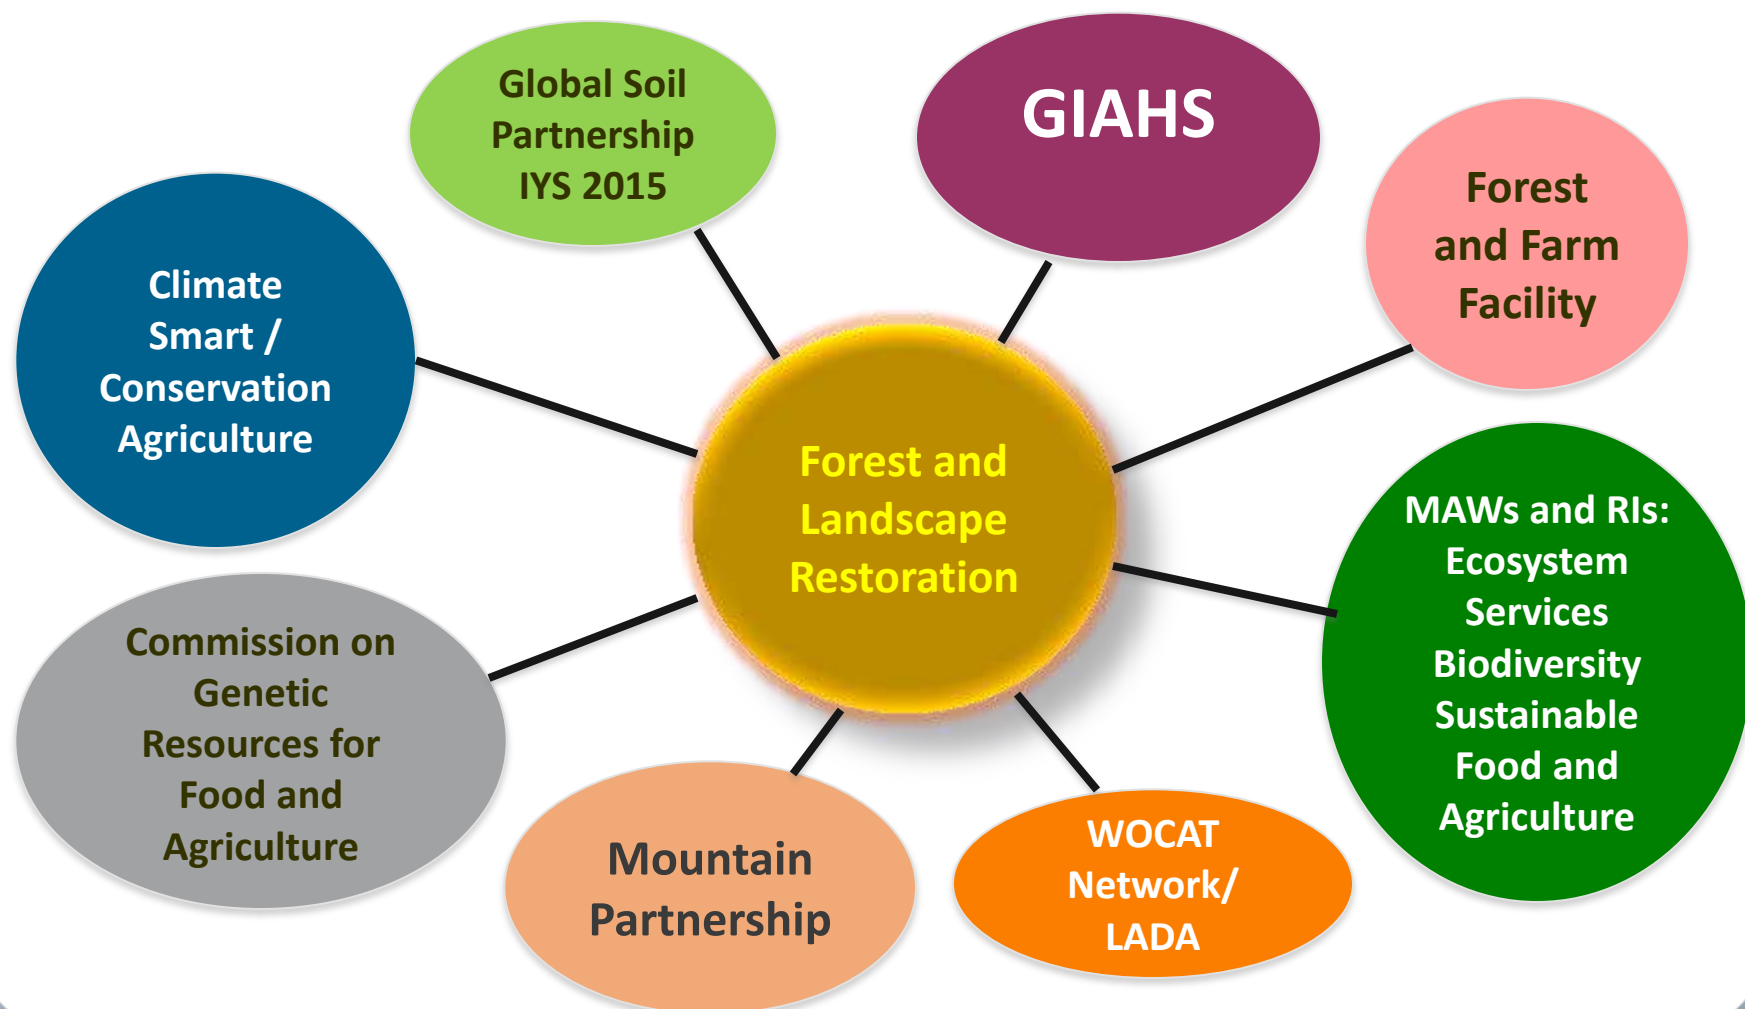 Global Soil
Partnership
IYS 2015
GIAHS
Forest
and Farm
Facility
Climate
Smart /
Conservation
Agriculture
Forest and
Landscape
Restoration
MAWs and RIs:
Ecosystem
Services
Biodiversity
Sustainable
Food and
Agriculture
Commission on
Genetic
Resources for
Food and
Agriculture
Mountain
Partnership
WOCAT
Network/
LADA